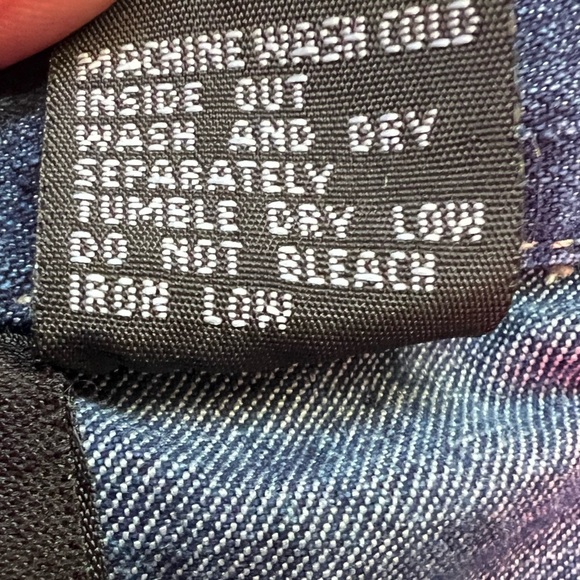 MACHINE WASH COLD
INSIDE OUT
WASH AND DRY
SEPARATELY
TUMBLE DRY LOW
DO NOT BLEACH
IRON LOW